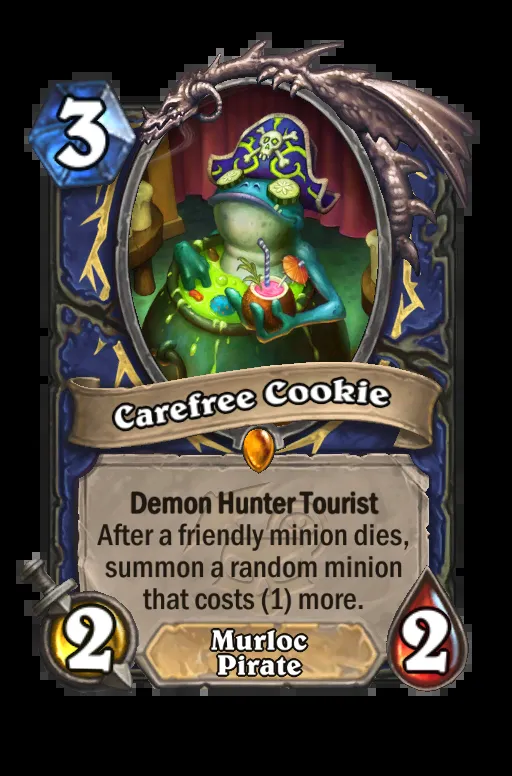 3
Carefree Cookie
Demon Hunter Tourist
After a friendly minion dies,
summon a random minion
that costs (1) more.
2
Murloc
Pirate
2